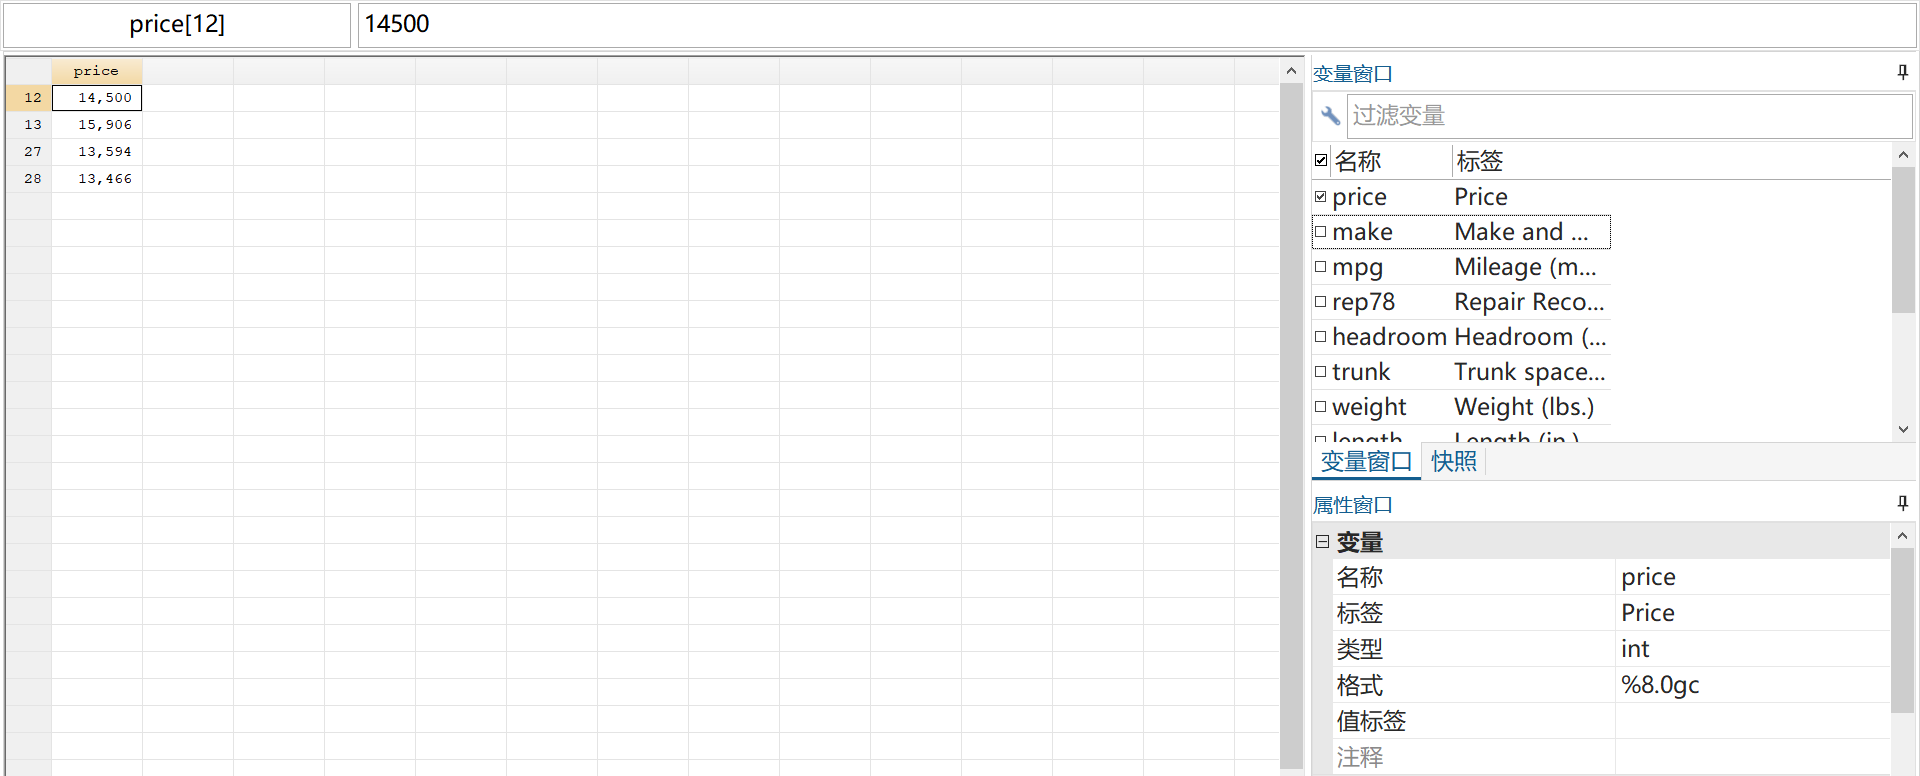 price[12] 14500
price
12 14,500
13 15,906
27 13,594
28 13,466
变量窗口
过滤变量
名称 标签
price Price
make Make and ...
mpg Mileage (m...
rep78 Repair Reco...
headroom Headroom (...
trunk Trunk space...
weight Weight (lbs.)
length Length (in.)
变量窗口 快照
属性窗口
变量
名称 price
标签 Price
类型 int
格式 %8.0gc
值标签
注释